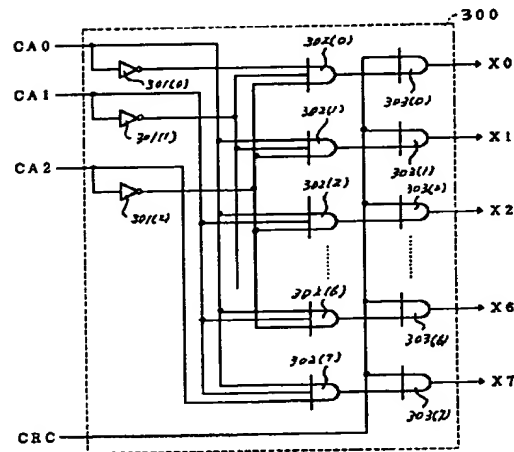 300
CA0
302(0)
X0
301(0)
303(0)
CA1
302(1)
X1
301(1)
303(1)
CA2
302(2)
303(2)
X2
301(2)
302(6)
X6
303(6)
302(7)
X7
303(7)
CRC